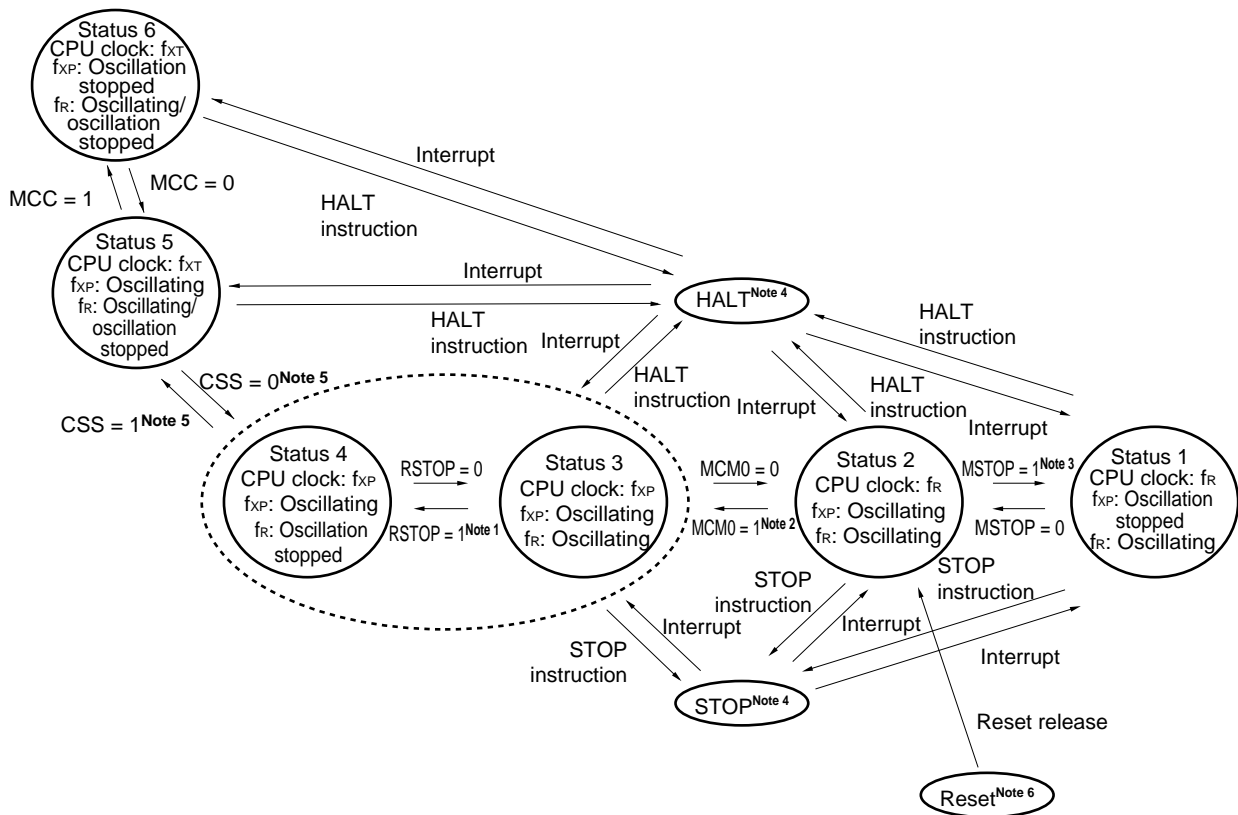 Status 6
CPU clock: fXT
fXP: Oscillation
stopped
fR: Oscillating/
oscillation
stopped
Interrupt
MCC = 1
MCC = 0
HALT
instruction
Status 5
CPU clock: fXT
fXP: Oscillating
fR: Oscillating/
oscillation
stopped
Interrupt
HALT
instruction
HALTNote 4
Interrupt
HALT
instruction
HALT
instruction
Interrupt
HALT
instruction
Interrupt
CSS = 0Note 5
CSS = 1Note 5
Status 4
CPU clock: fXP
fXP: Oscillating
fR: Oscillation
stopped
RSTOP = 0
RSTOP = 1Note 1
Status 3
CPU clock: fXP
fXP: Oscillating
fR: Oscillating
MCM0 = 0
MCM0 = 1Note 2
Status 2
CPU clock: fR
fXP: Oscillating
fR: Oscillating
MSTOP = 1Note 3
MSTOP = 0
Status 1
CPU clock: fR
fXP: Oscillation
stopped
fR: Oscillating
STOP
instruction
Interrupt
STOP
instruction
Interrupt
STOP
instruction
Interrupt
STOPNote 4
Reset release
ResetNote 6